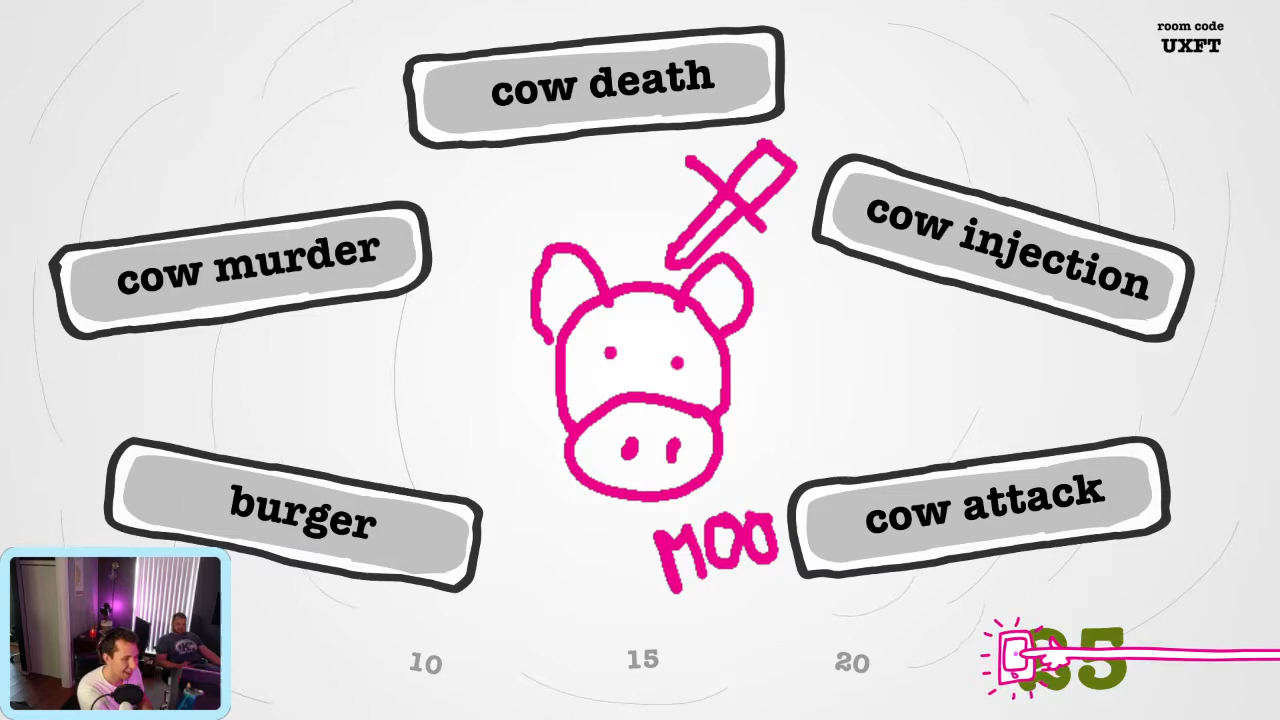 room code
UXFT
cow death
cow murder
cow injection
burger
cow attack
MOO
10
15
20